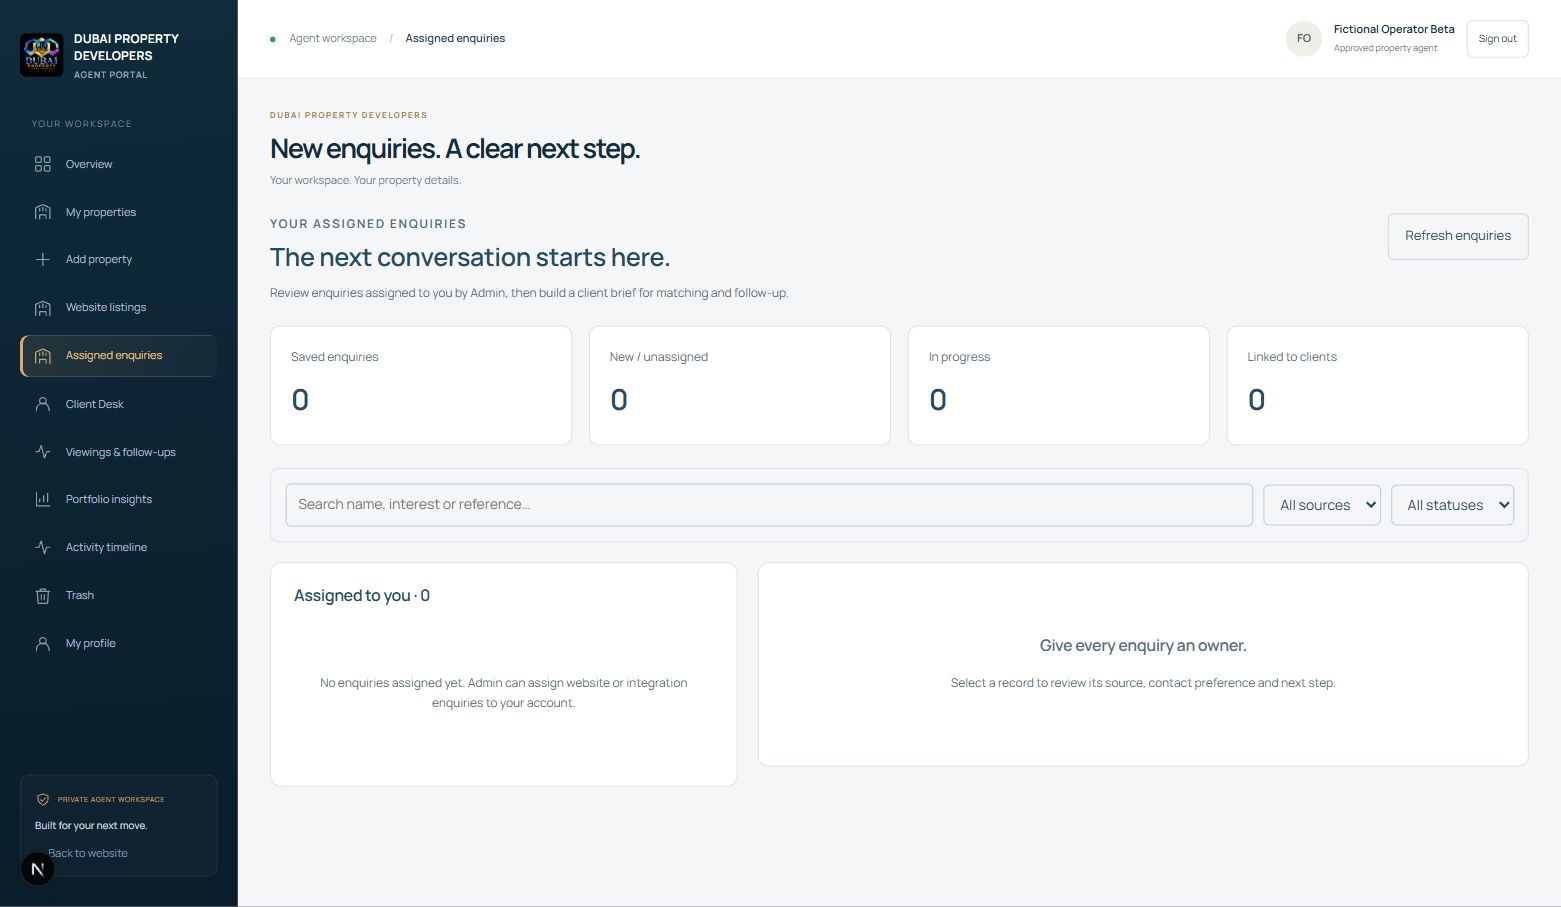 DUBAI PROPERTY
DEVELOPERS
AGENT PORTAL
YOUR WORKSPACE
Overview
My properties
Add property
Website listings
Assigned enquiries
Client Desk
Viewings & follow-ups
Portfolio insights
Activity timeline
Trash
My profile
PRIVATE AGENT WORKSPACE
Built for your next move.
Back to website
N
Agent workspace / Assigned enquiries
FO
Fictional Operator Beta
Approved property agent
Sign out
DUBAI PROPERTY DEVELOPERS
New enquiries. A clear next step.
Your workspace. Your property details.
YOUR ASSIGNED ENQUIRIES
The next conversation starts here.
Review enquiries assigned to you by Admin, then build a client brief for matching and follow-up.
Refresh enquiries
Saved enquiries
0
New / unassigned
0
In progress
0
Linked to clients
0
Search name, interest or reference...
All sources
All statuses
Assigned to you · 0
No enquiries assigned yet. Admin can assign website or integration
enquiries to your account.
Give every enquiry an owner.
Select a record to review its source, contact preference and next step.